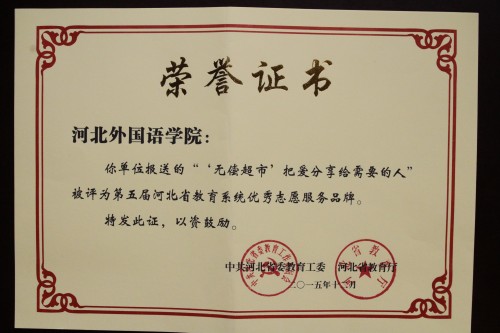 荣誉证书
河北外国语学院：
你单位报送的“‘无偿超市’把爱分享给需要的人”
被评为第五届河北省教育系统优秀志愿服务品牌。
特发此证，以资鼓励。
中共河北省委教育工委 河北省教育厅
二〇一五年十二月